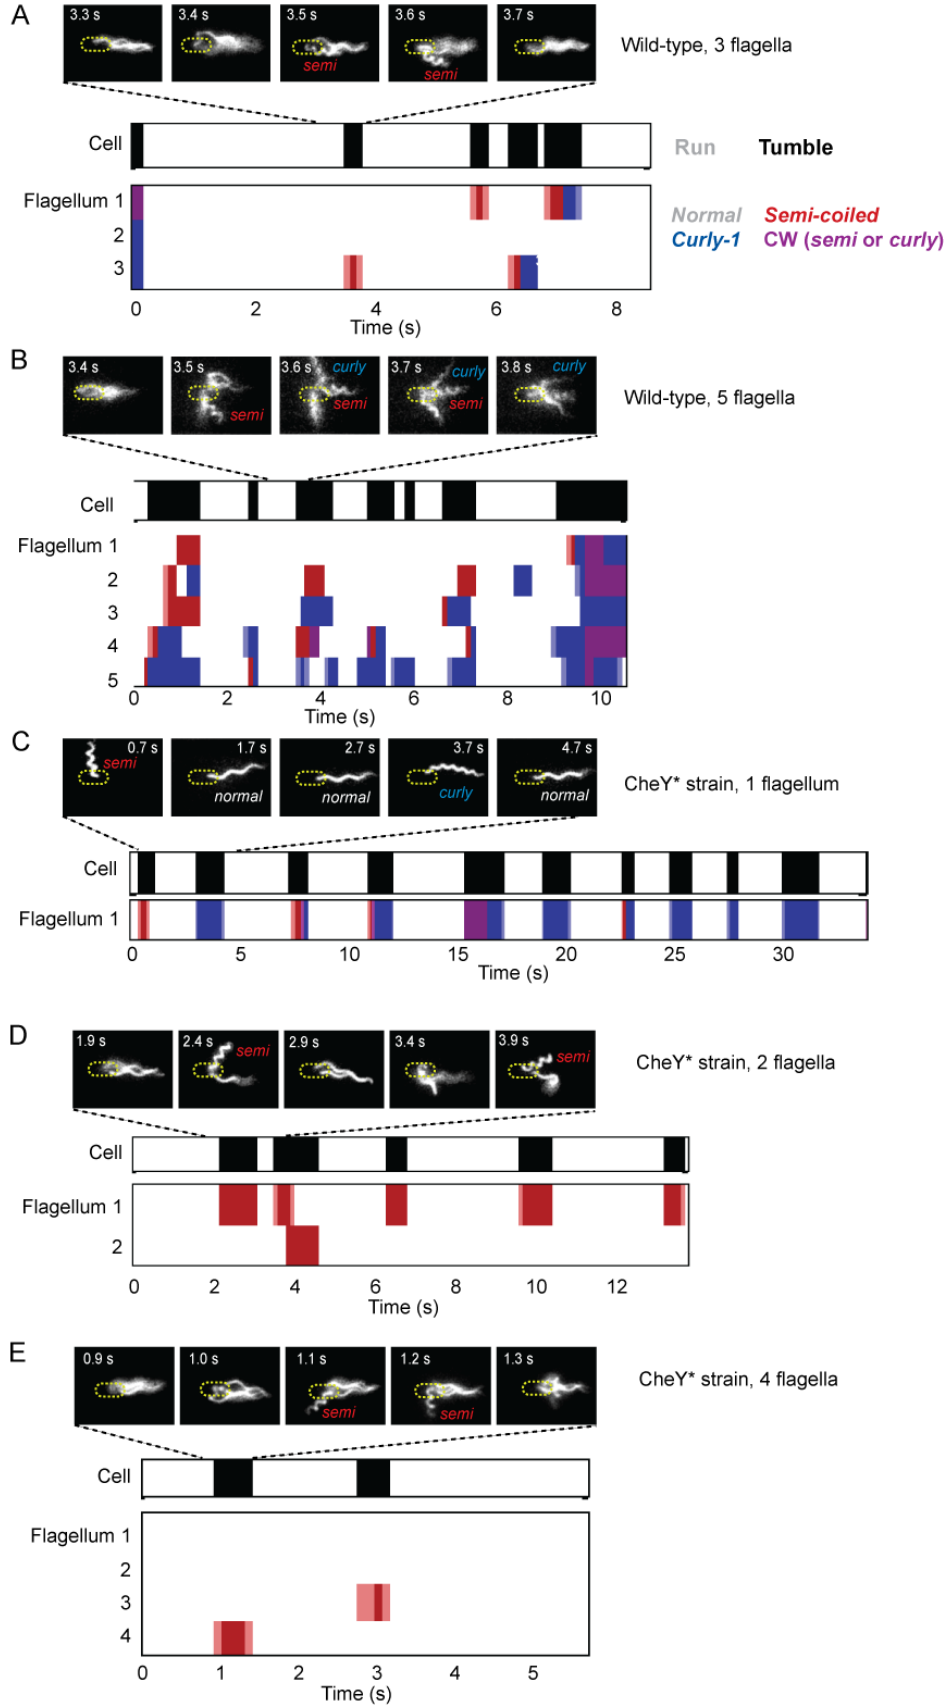 A
3.3 s 3.4 s 3.5 s 3.6 s 3.7 s
semi semi
Wild-type, 3 flagella
Cell
Run Tumble
Flagellum 1
2
3
Normal Semi-coiled
Curly-1 CW (semi or curly)
0 2 4 6 8
Time (s)
B
3.4 s 3.5 s 3.6 s 3.7 s 3.8 s
curly curly curly
semi semi semi
Wild-type, 5 flagella
Cell
Flagellum 1
2
3
4
5
0 2 4 6 8 10
Time (s)
C
0.7 s 1.7 s 2.7 s 3.7 s 4.7 s
semi normal normal curly normal
CheY* strain, 1 flagellum
Cell
Flagellum 1
0 5 10 15 20 25 30
Time (s)
D
1.9 s 2.4 s 2.9 s 3.4 s 3.9 s
semi semi
CheY* strain, 2 flagella
Cell
Flagellum 1
2
0 2 4 6 8 10 12
Time (s)
E
0.9 s 1.0 s 1.1 s 1.2 s 1.3 s
semi semi
CheY* strain, 4 flagella
Cell
Flagellum 1
2
3
4
0 1 2 3 4 5
Time (s)